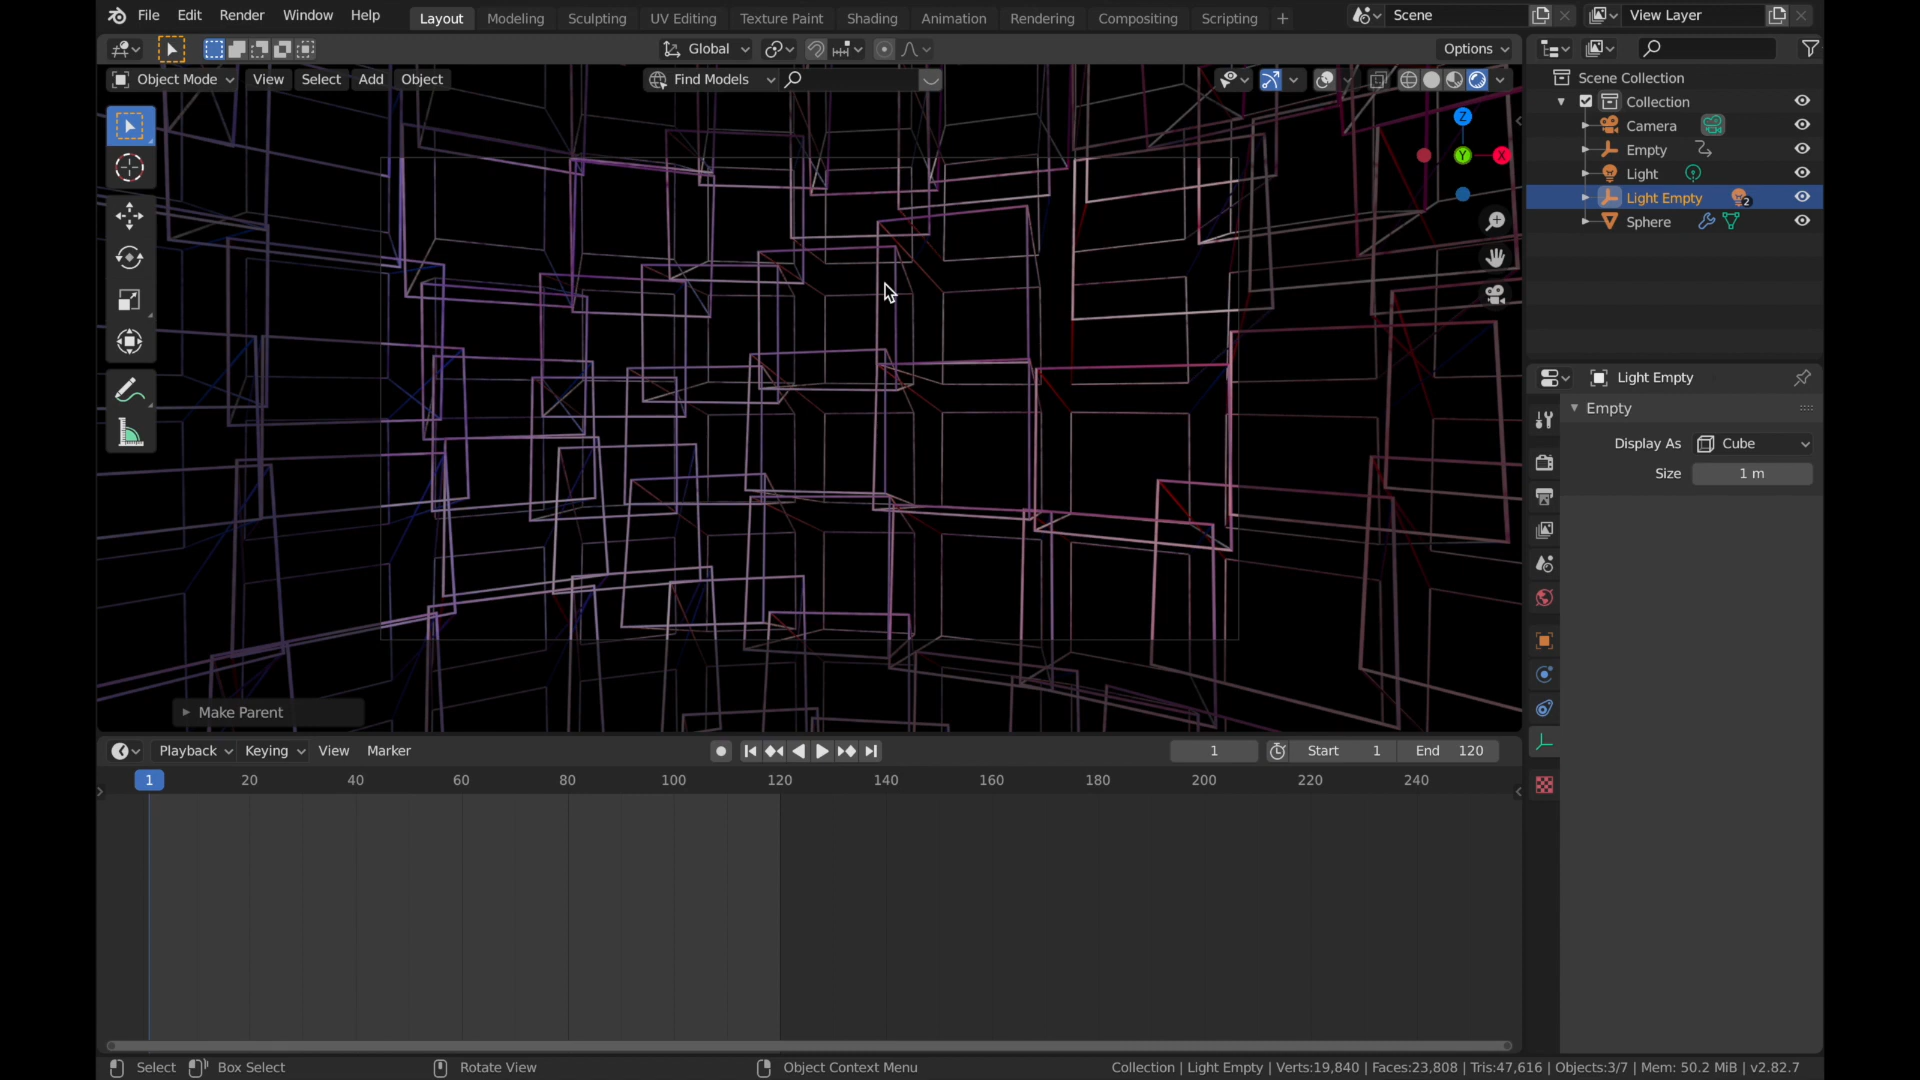 File Edit Render Window Help Layout Modeling Sculpting UV Editing Texture Paint Shading Animation Rendering Compositing Scripting + Scene View Layer
Global Options
Object Mode View Select Add Object Find Models
Scene Collection
Collection
Camera
Empty
Light
Light Empty 2
Sphere
Z
Y
X
Light Empty
Empty
Display As Cube
Size 1 m
Make Parent
Playback Keying View Marker 1 Start 1 End 120
1 20 40 60 80 100 120 140 160 180 200 220 240
Select Box Select Rotate View Object Context Menu Collection | Light Empty | Verts:19,840 | Faces:23,808 | Tris:47,616 | Objects:3/7 | Mem: 50.2 MiB | v2.82.7